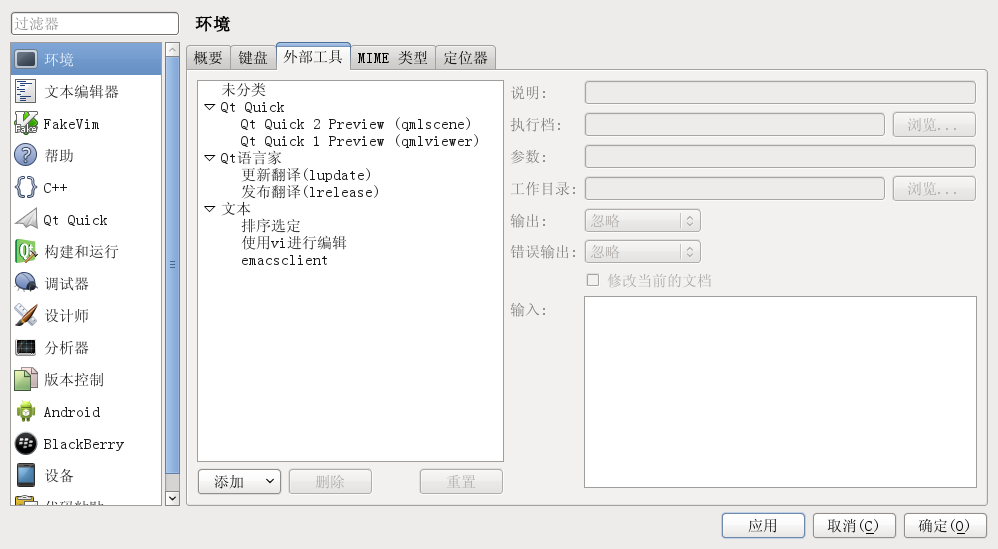 过滤器
环境
文本编辑器
FakeVim
帮助
C++
Qt Quick
构建和运行
调试器
设计师
分析器
版本控制
Android
BlackBerry
设备
代码粘贴
环境
概要 键盘 外部工具 MIME 类型 定位器
未分类
Qt Quick
Qt Quick 2 Preview (qmlscene)
Qt Quick 1 Preview (qmlviewer)
Qt语言家
更新翻译(lupdate)
发布翻译(lrelease)
文本
排序选定
使用vi进行编辑
emacsclient
添加 删除 重置
说明:
执行档: 浏览...
参数:
工作目录: 浏览...
输出: 忽略
错误输出: 忽略
修改当前的文档
输入:
应用 取消(C) 确定(O)